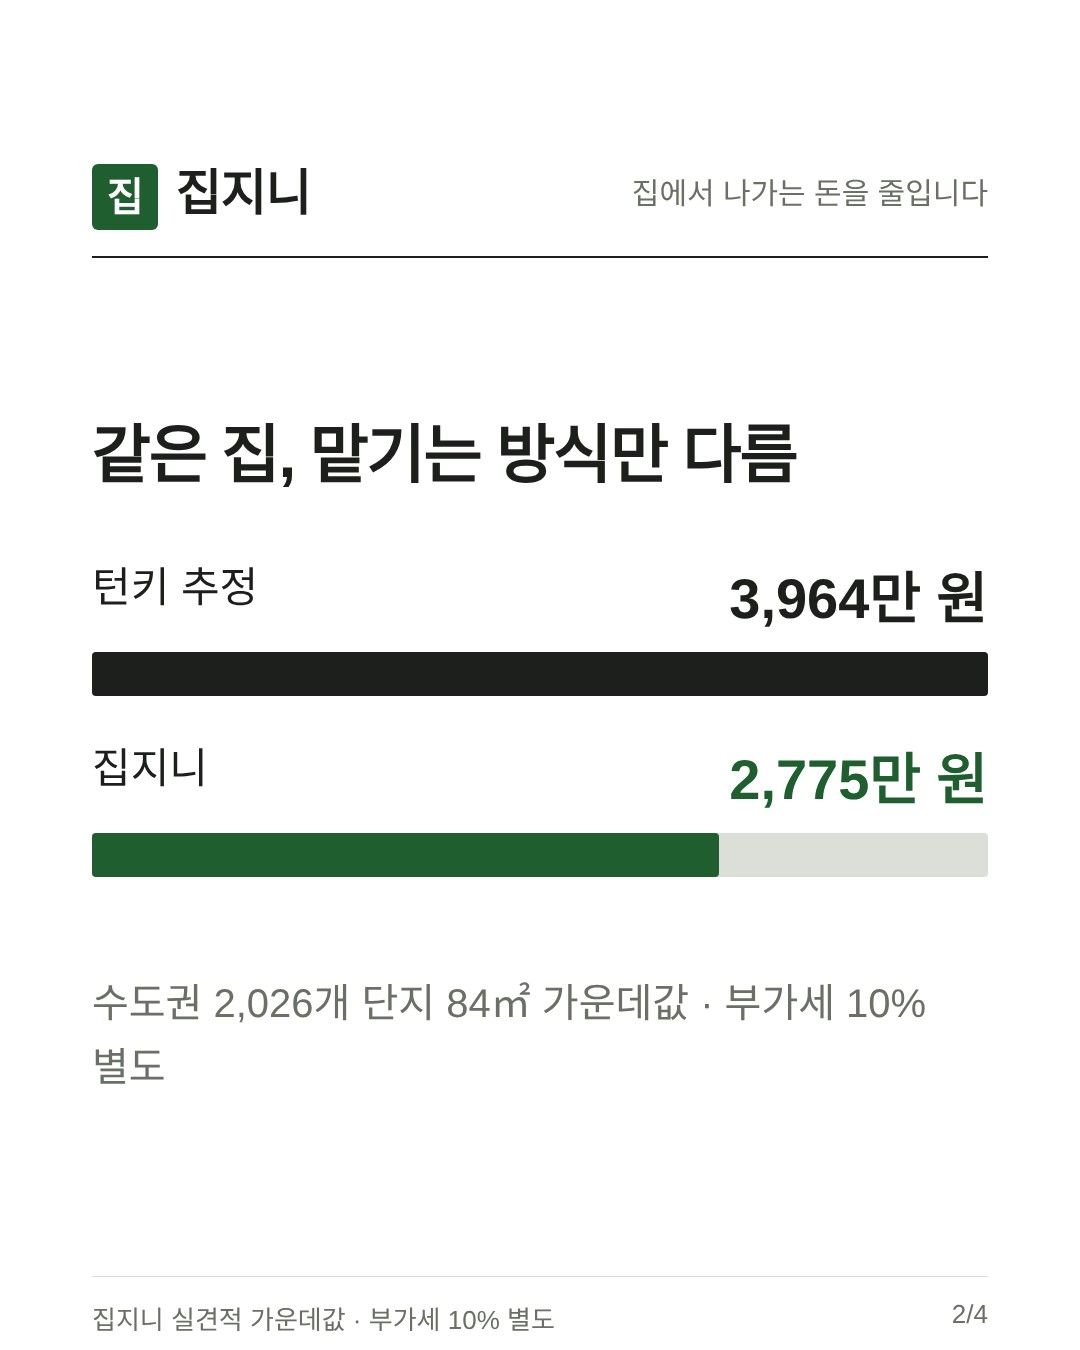 집 집지니
집에서 나가는 돈을 줄입니다
같은 집, 맡기는 방식만 다름
턴키 추정
3,964만 원
집지니
2,775만 원
수도권 2,026개 단지 84㎡ 가운데값 · 부가세 10%
별도
집지니 실견적 가운데값 · 부가세 10% 별도
2/4